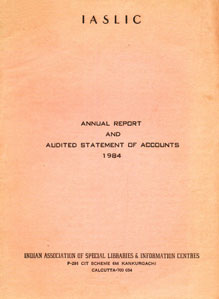 IASLIC
ANNUAL REPORT
AND
AUDITED STATEMENT OF ACCOUNTS
1984
INDIAN ASSOCIATION OF SPECIAL LIBRARIES & INFORMATION CENTRES
P-291 CIT SCHEME 6M KANKURGACHI
CALCUTTA-700 054